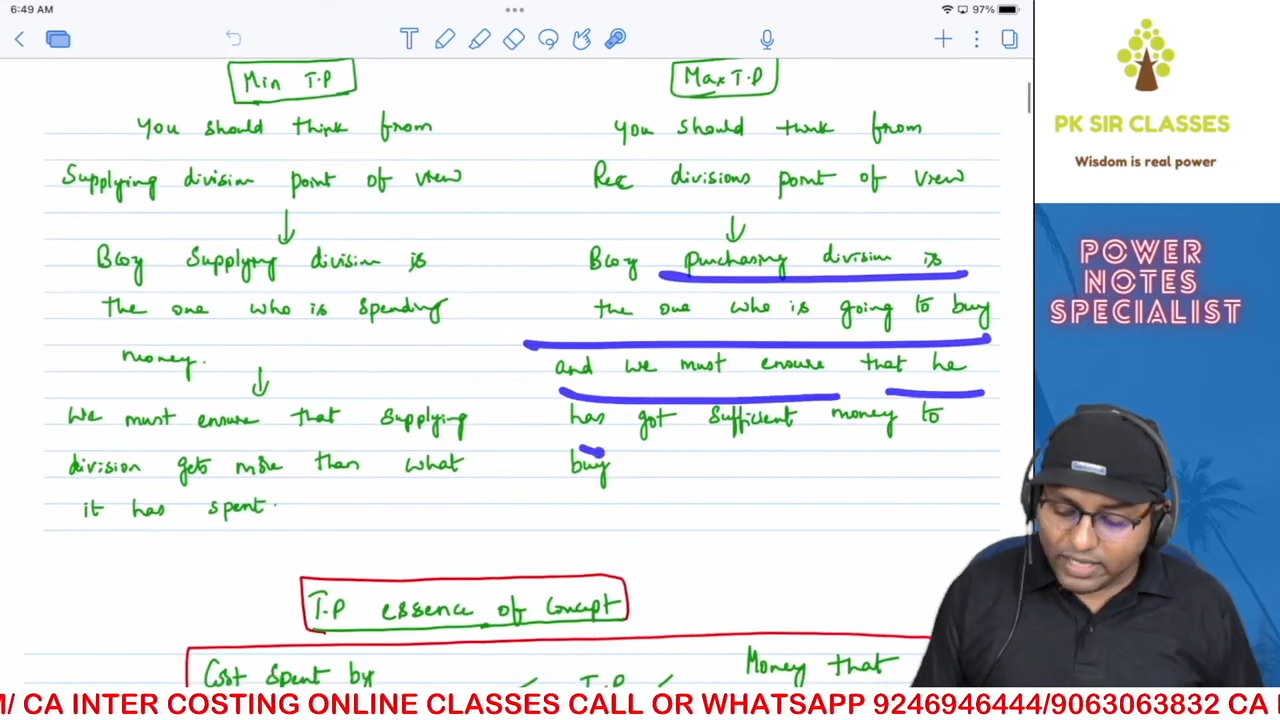 6:49 AM
97%
Min T.P
You should think from
Supplying division point of view
Bcoz Supplying division is
the one who is spending
money.
We must ensure that supplying
division gets more than what
it has spent.
Max T.P
You should think from
Rec divisions point of view
Bcoz purchasing division is
the one who is going to buy
and we must ensure that he
has got sufficient money to
buy
T.P essence of Concept
Cost spent by
T.P
Money that
PK SIR CLASSES
Wisdom is real power
POWER
NOTES
SPECIALIST
M/ CA INTER COSTING ONLINE CLASSES CALL OR WHATSAPP 9246946444/9063063832 CA I